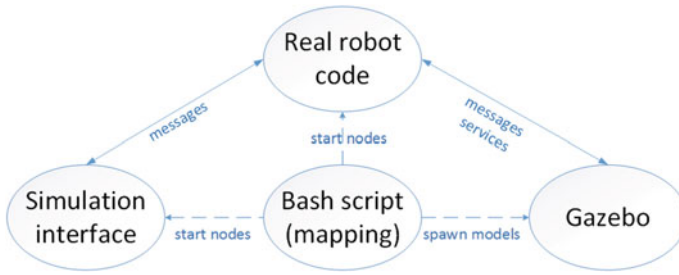 Real robot
code
messages
messages
services
start nodes
Simulation
interface
start nodes
Bash script
(mapping)
spawn models
Gazebo